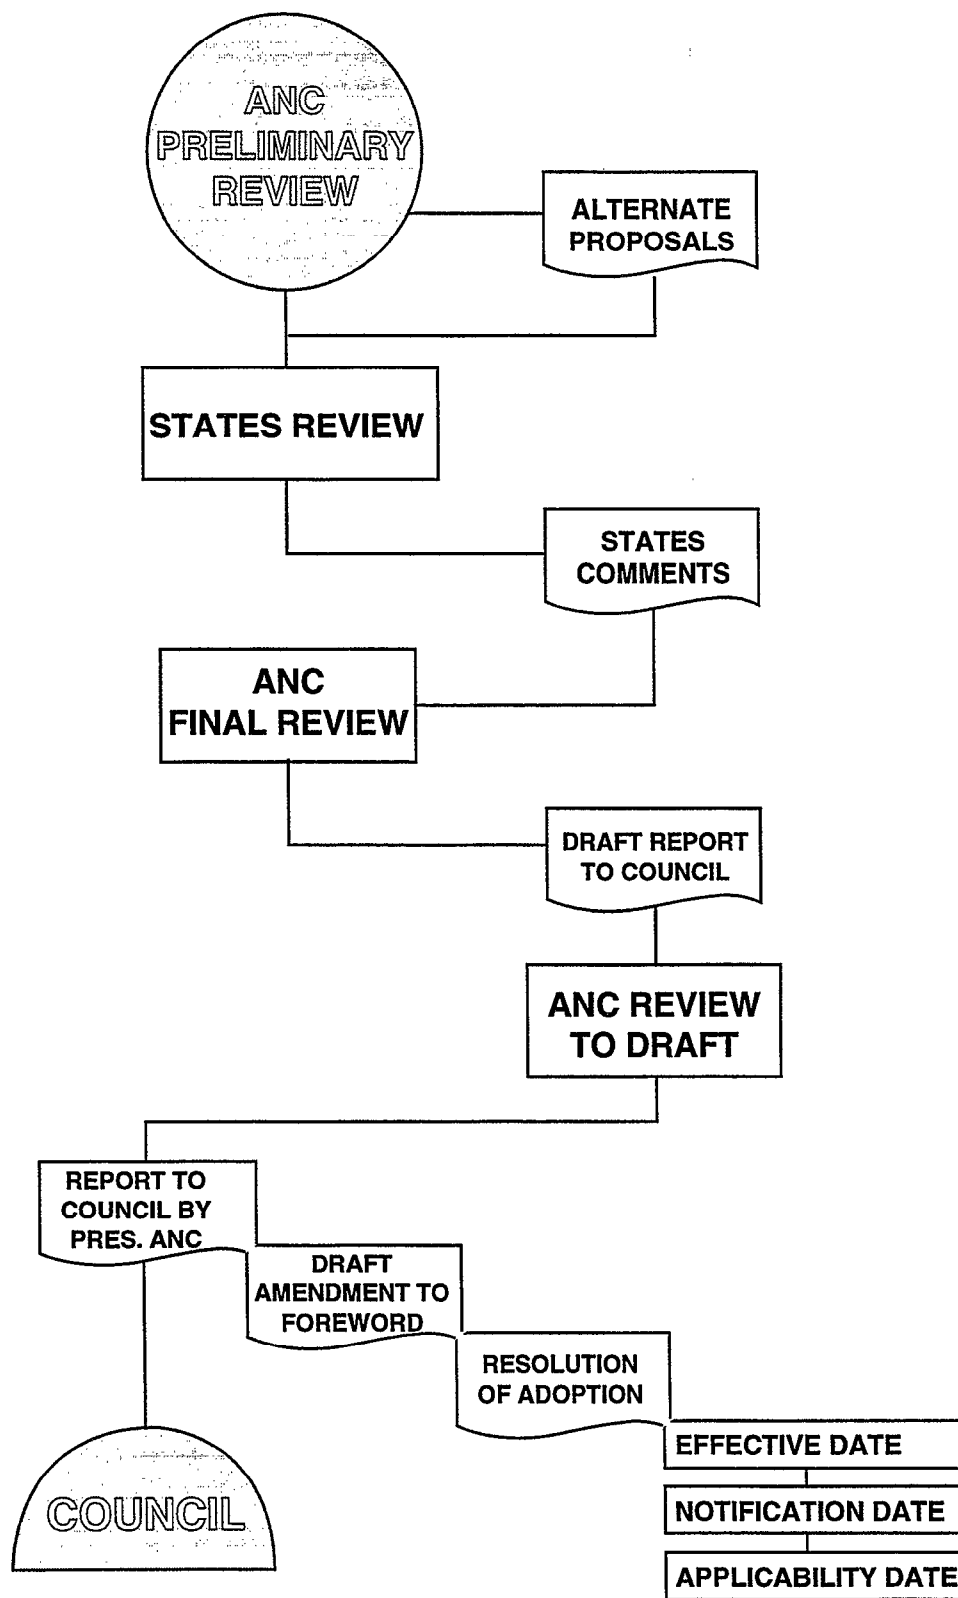 ANC
PRELIMINARY
REVIEW
ALTERNATE
PROPOSALS
STATES REVIEW
STATES
COMMENTS
ANC
FINAL REVIEW
DRAFT REPORT
TO COUNCIL
ANC REVIEW
TO DRAFT
REPORT TO
COUNCIL BY
PRES. ANC
DRAFT
AMENDMENT TO
FOREWORD
RESOLUTION
OF ADOPTION
EFFECTIVE DATE
NOTIFICATION DATE
APPLICABILITY DATE
COUNCIL